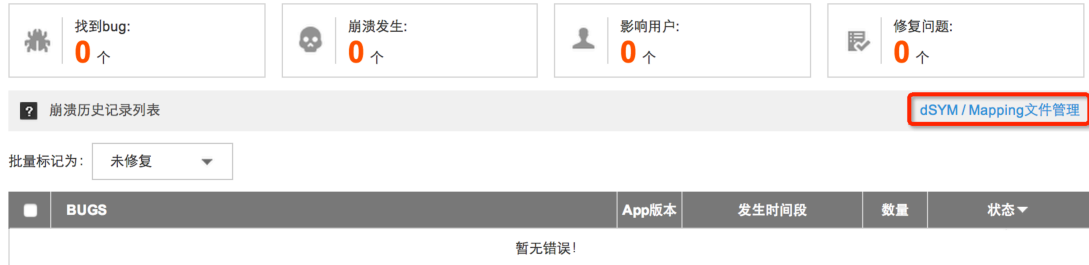 找到bug:
0 个
崩溃发生:
0 个
影响用户:
0 个
修复问题:
0 个
? 崩溃历史记录列表 dSYM / Mapping文件管理
批量标记为: 未修复
BUGS App版本 发生时间段 数量 状态
暂无错误!